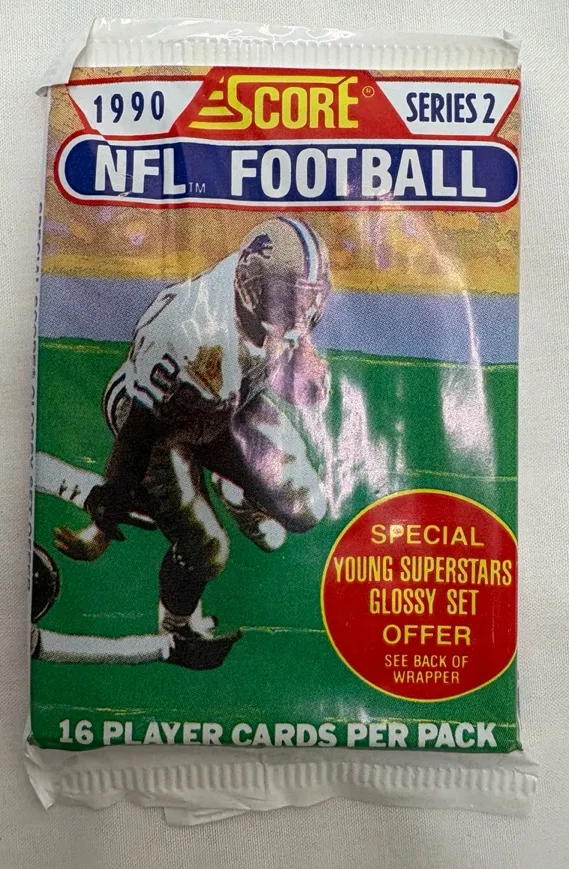 1990 SCORE® SERIES 2
NFL™ FOOTBALL
SPECIAL
YOUNG SUPERSTARS
GLOSSY SET
OFFER
SEE BACK OF
WRAPPER
16 PLAYER CARDS PER PACK